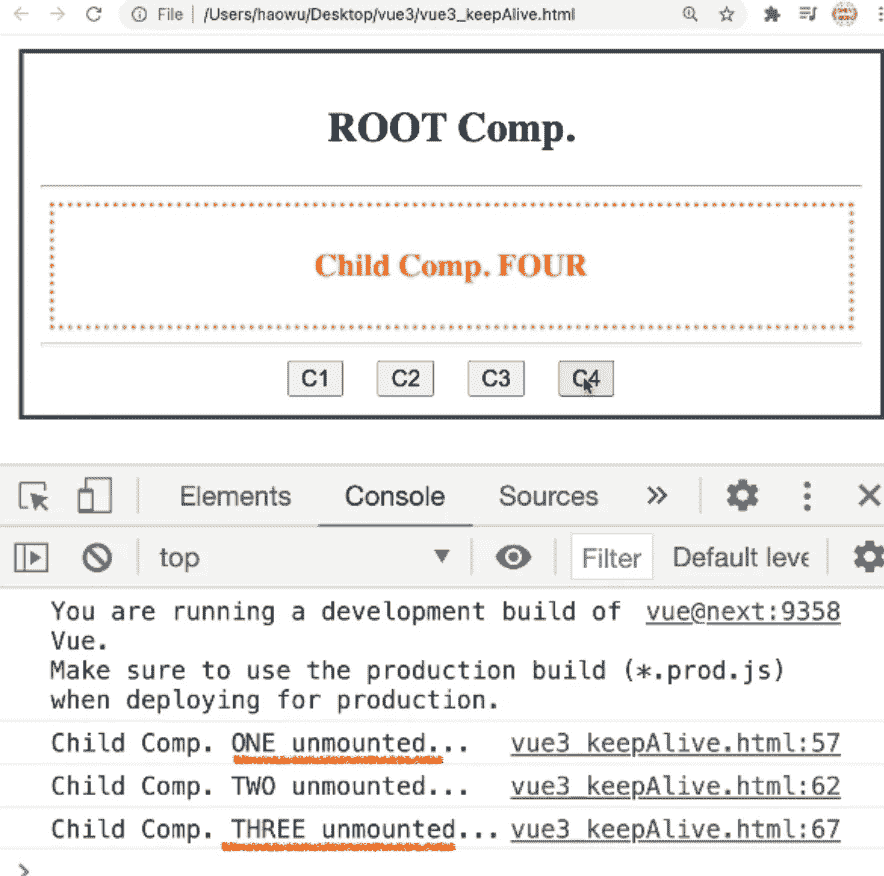 File /Users/haowu/Desktop/vue3/vue3_keepAlive.html
ROOT Comp.
Child Comp. FOUR
C1 C2 C3 C4
Elements Console Sources »
top Filter Default leve
You are running a development build of vue@next:9358
Vue.
Make sure to use the production build (*.prod.js)
when deploying for production.
Child Comp. ONE unmounted... vue3_keepAlive.html:57
Child Comp. TWO unmounted... vue3_keepAlive.html:62
Child Comp. THREE unmounted... vue3_keepAlive.html:67